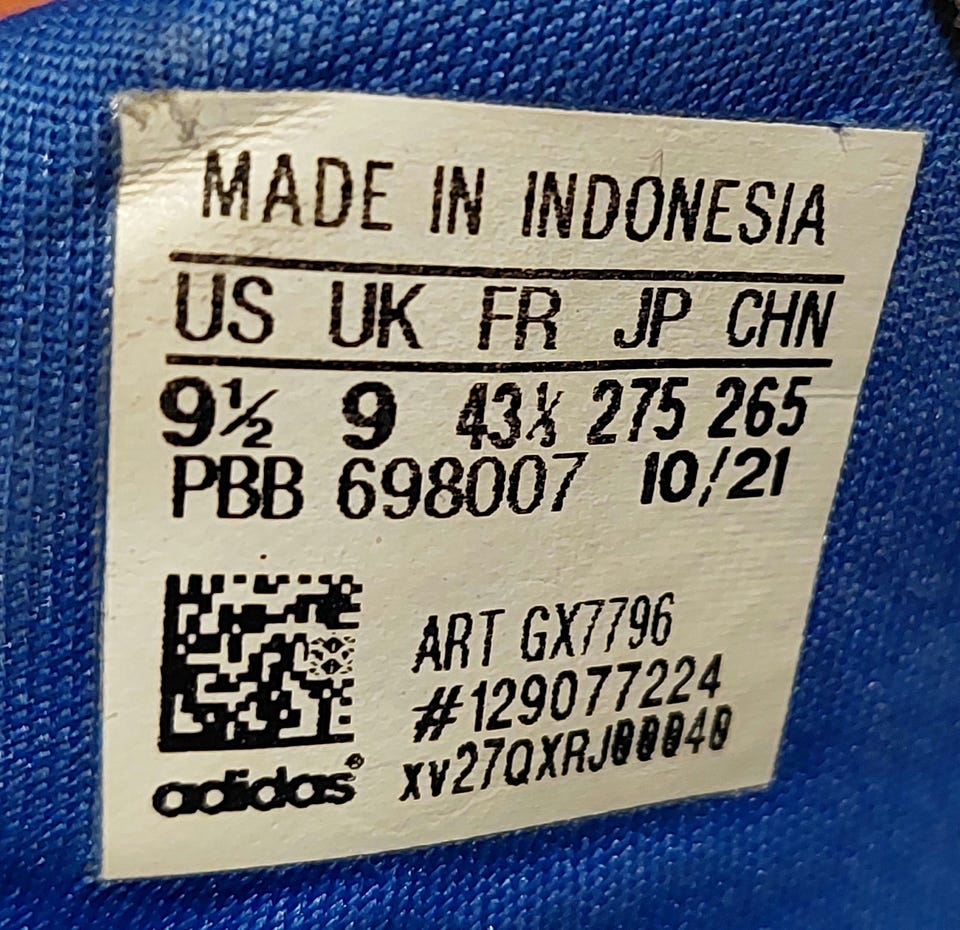 MADE IN INDONESIA
US UK FR JP CHN
9½ 9 43⅓ 275 265
PBB 698007 10/21
ART GX7796
#129077224
XV27QXRJ00040
adidas®